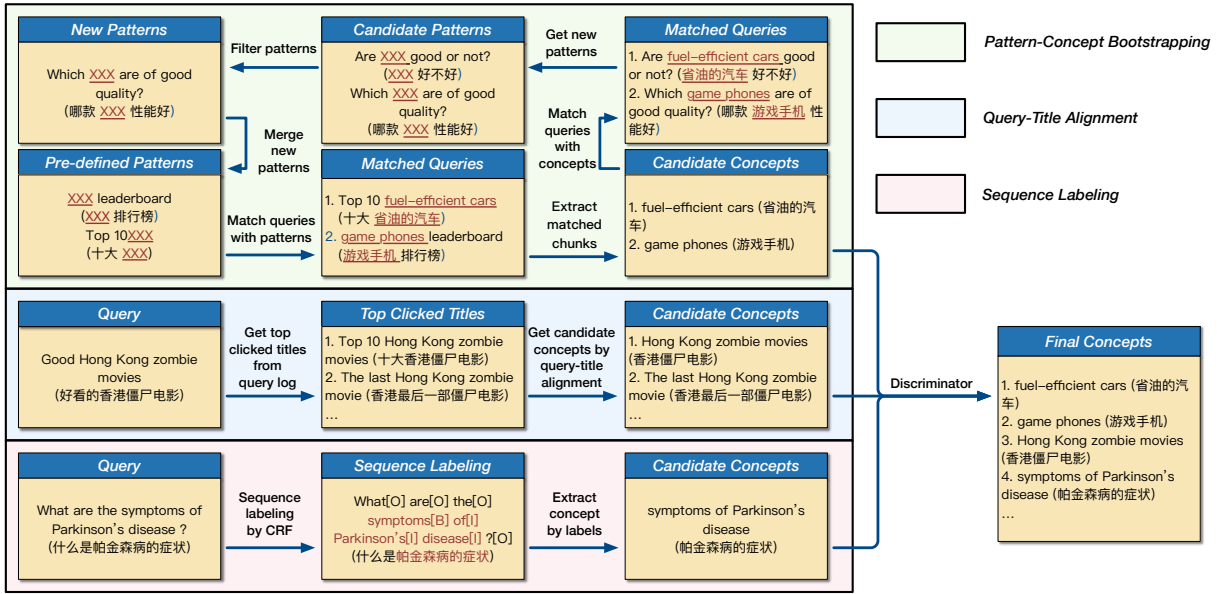 New Patterns
Which XXX are of good
quality?
(哪款 XXX 性能好)
Filter patterns
Candidate Patterns
Are XXX good or not?
(XXX 好不好)
Which XXX are of good
quality?
(哪款 XXX 性能好)
Get new
patterns
Matched Queries
1. Are fuel-efficient cars good
or not? (省油的汽车 好不好)
2. Which game phones are of
good quality? (哪款 游戏手机 性
能好)
Merge
new
patterns
Match
queries
with
concepts
Pre-defined Patterns
XXX leaderboard
(XXX 排行榜)
Top 10XXX
(十大 XXX)
Match queries
with patterns
Matched Queries
1. Top 10 fuel-efficient cars
(十大 省油的汽车)
2. game phones leaderboard
(游戏手机 排行榜)
Extract
matched
chunks
Candidate Concepts
1. fuel-efficient cars (省油的汽
车)
2. game phones (游戏手机)
Query
Good Hong Kong zombie
movies
(好看的香港僵尸电影)
Get top
clicked titles
from
query log
Top Clicked Titles
1. Top 10 Hong Kong zombie
movies (十大香港僵尸电影)
2. The last Hong Kong zombie
movie (香港最后一部僵尸电影)
...
Get candidate
concepts by
query-title
alignment
Candidate Concepts
1. Hong Kong zombie movies
(香港僵尸电影)
2. The last Hong Kong zombie
movie (香港最后一部僵尸电影)
...
Query
What are the symptoms of
Parkinson's disease ?
(什么是帕金森病的症状)
Sequence
labeling
by CRF
Sequence Labeling
What[O] are[O] the[O]
symptoms[B] of[I]
Parkinson's[I] disease[I] ?[O]
(什么是帕金森病的症状)
Extract
concept
by labels
Candidate Concepts
symptoms of Parkinson's
disease
(帕金森病的症状)
Discriminator
Final Concepts
1. fuel-efficient cars (省油的汽
车)
2. game phones (游戏手机)
3. Hong Kong zombie movies
(香港僵尸电影)
4. symptoms of Parkinson's
disease (帕金森病的症状)
...
Pattern-Concept Bootstrapping
Query-Title Alignment
Sequence Labeling